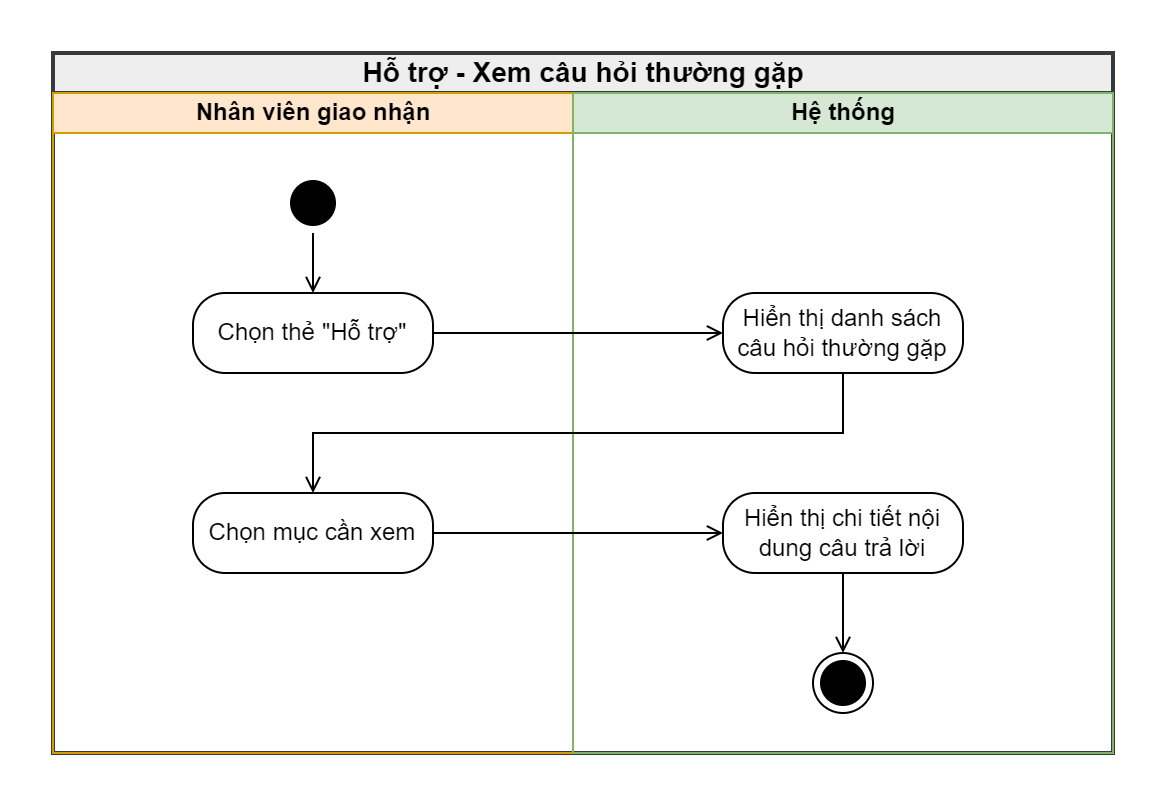 Hỗ trợ - Xem câu hỏi thường gặp
Nhân viên giao nhận
Hệ thống
Chọn thẻ "Hỗ trợ"
Hiển thị danh sách
câu hỏi thường gặp
Chọn mục cần xem
Hiển thị chi tiết nội
dung câu trả lời